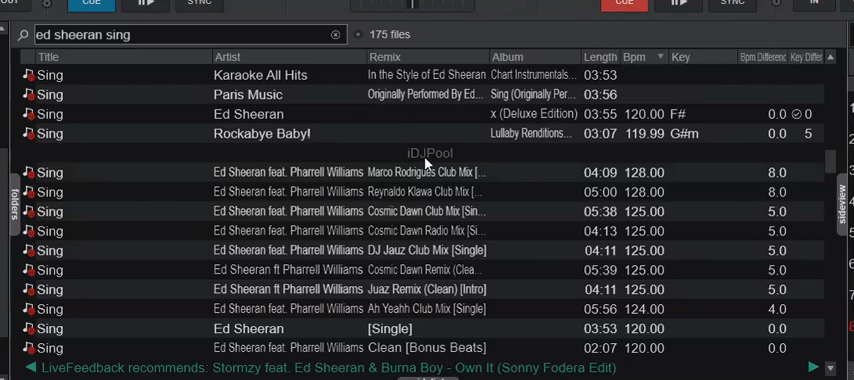 OUT CUE SYNC CUE SYNC IN
ed sheeran sing 175 files
Title Artist Remix Album Length Bpm Key Bpm Differenc Key Differ
Sing Karaoke All Hits In the Style of Ed Sheeran Chart Instrumentals... 03:53
Sing Paris Music Originally Performed By Ed... Sing (Originally Per... 03:56
Sing Ed Sheeran x (Deluxe Edition) 03:55 120.00 F# 0.0 0
Sing Rockabye Baby! Lullaby Renditions... 03:07 119.99 G#m 0.0 5
iDJPool
Sing Ed Sheeran feat. Pharrell Williams Marco Rodrigues Club Mix [... 04:09 128.00 8.0
Sing Ed Sheeran feat. Pharrell Williams Reynaldo Klawa Club Mix [... 05:00 128.00 8.0
Sing Ed Sheeran feat. Pharrell Williams Cosmic Dawn Club Mix [Sin... 05:38 125.00 5.0
Sing Ed Sheeran feat. Pharrell Williams Cosmic Dawn Radio Mix [Si... 04:13 125.00 5.0
Sing Ed Sheeran feat. Pharrell Williams DJ Jauz Club Mix [Single] 04:11 125.00 5.0
Sing Ed Sheeran ft Pharrell Williams Cosmic Dawn Remix (Clea... 05:39 125.00 5.0
Sing Ed Sheeran ft Pharrell Williams Juaz Remix (Clean) [Intro] 04:11 125.00 5.0
Sing Ed Sheeran feat. Pharrell Williams Ah Yeahh Club Mix [Single] 05:56 124.00 4.0
Sing Ed Sheeran [Single] 03:53 120.00 0.0
Sing Ed Sheeran feat. Pharrell Williams Clean [Bonus Beats] 02:07 120.00 0.0
LiveFeedback recommends: Stormzy feat. Ed Sheeran & Burna Boy - Own It (Sonny Fodera Edit)
folders
sideview